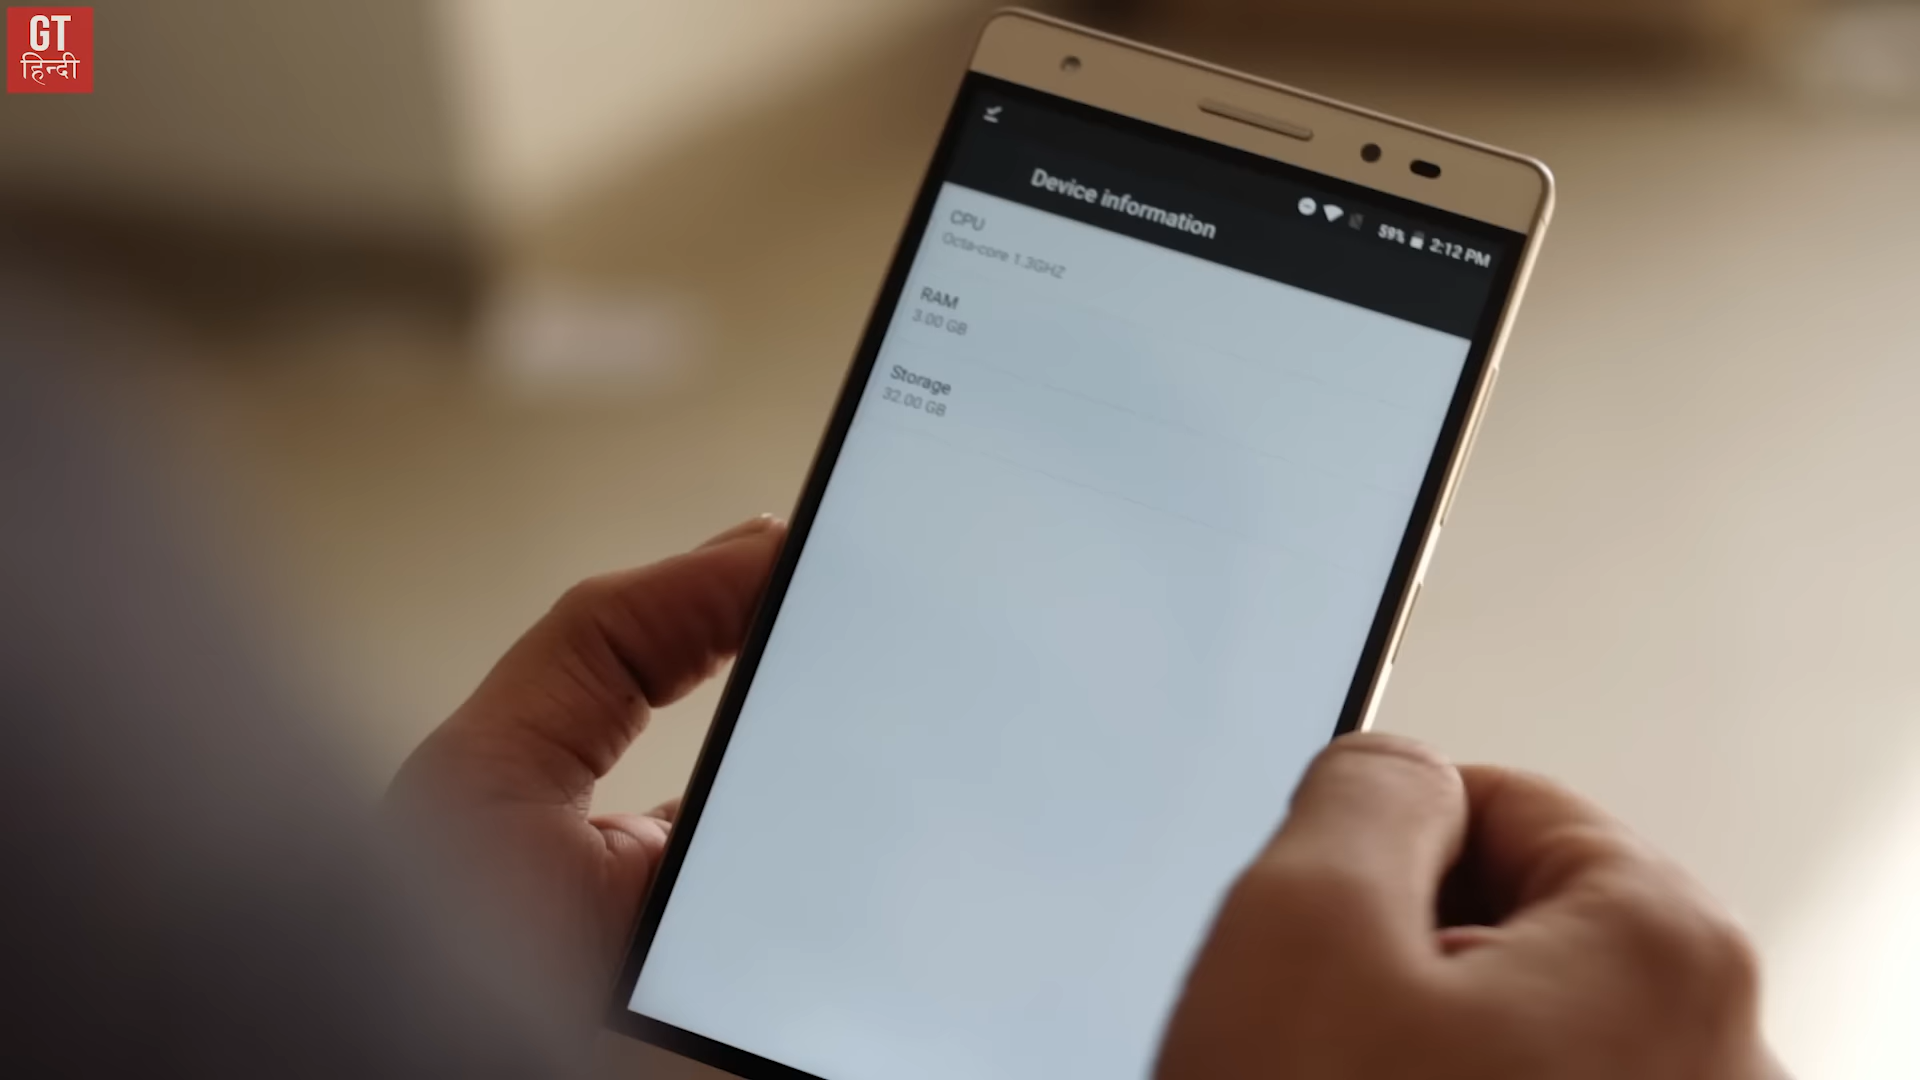 GT
हिन्दी
59% 2:12 PM
Device information
CPU
Octa-core 1.3GHZ
RAM
3.00 GB
Storage
32.00 GB